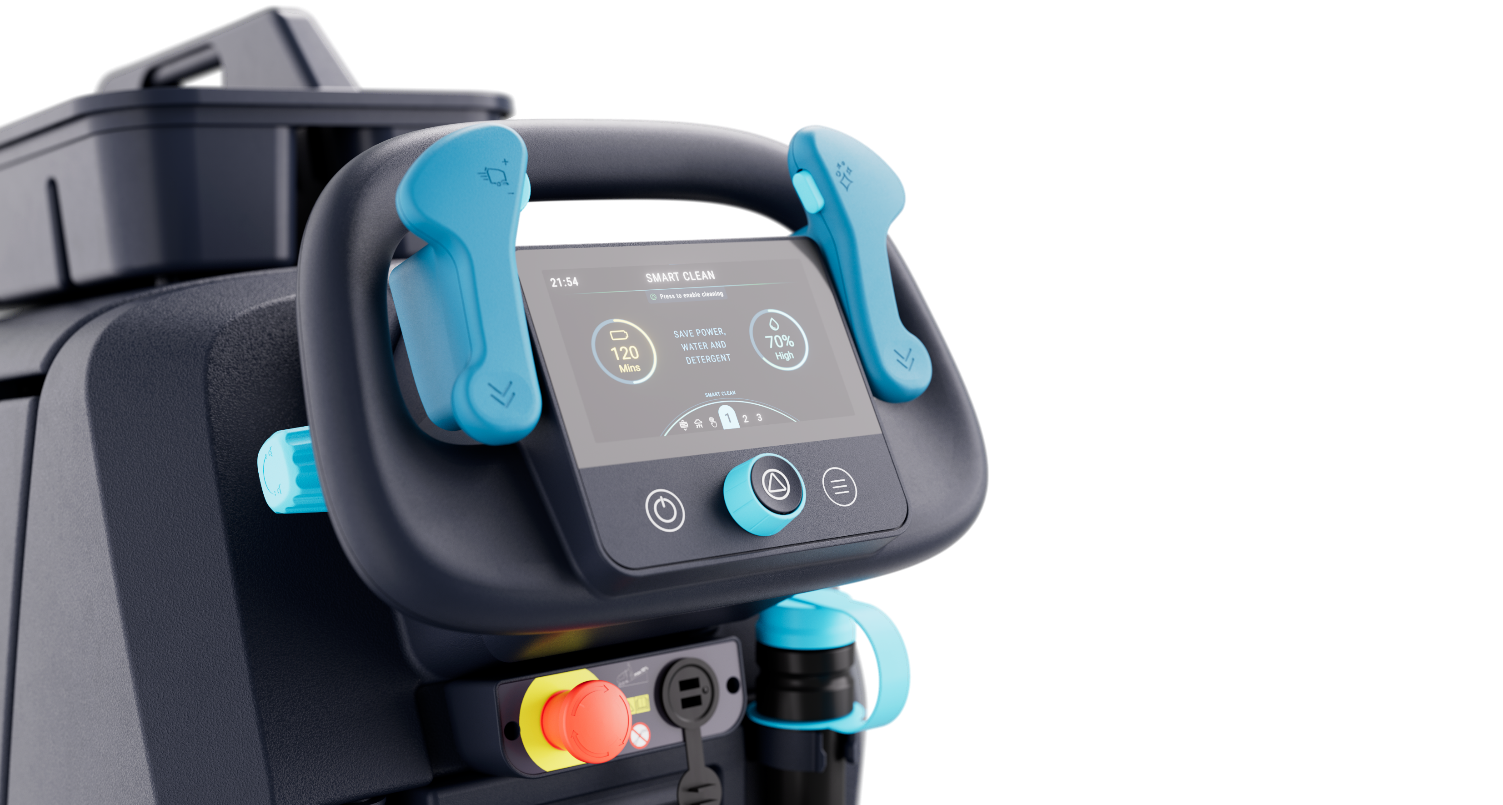 21:54
SMART CLEAN
Press to enable cleaning
120
Mins
SAVE POWER,
WATER AND
DETERGENT
70%
High
SMART CLEAN
1 2 3